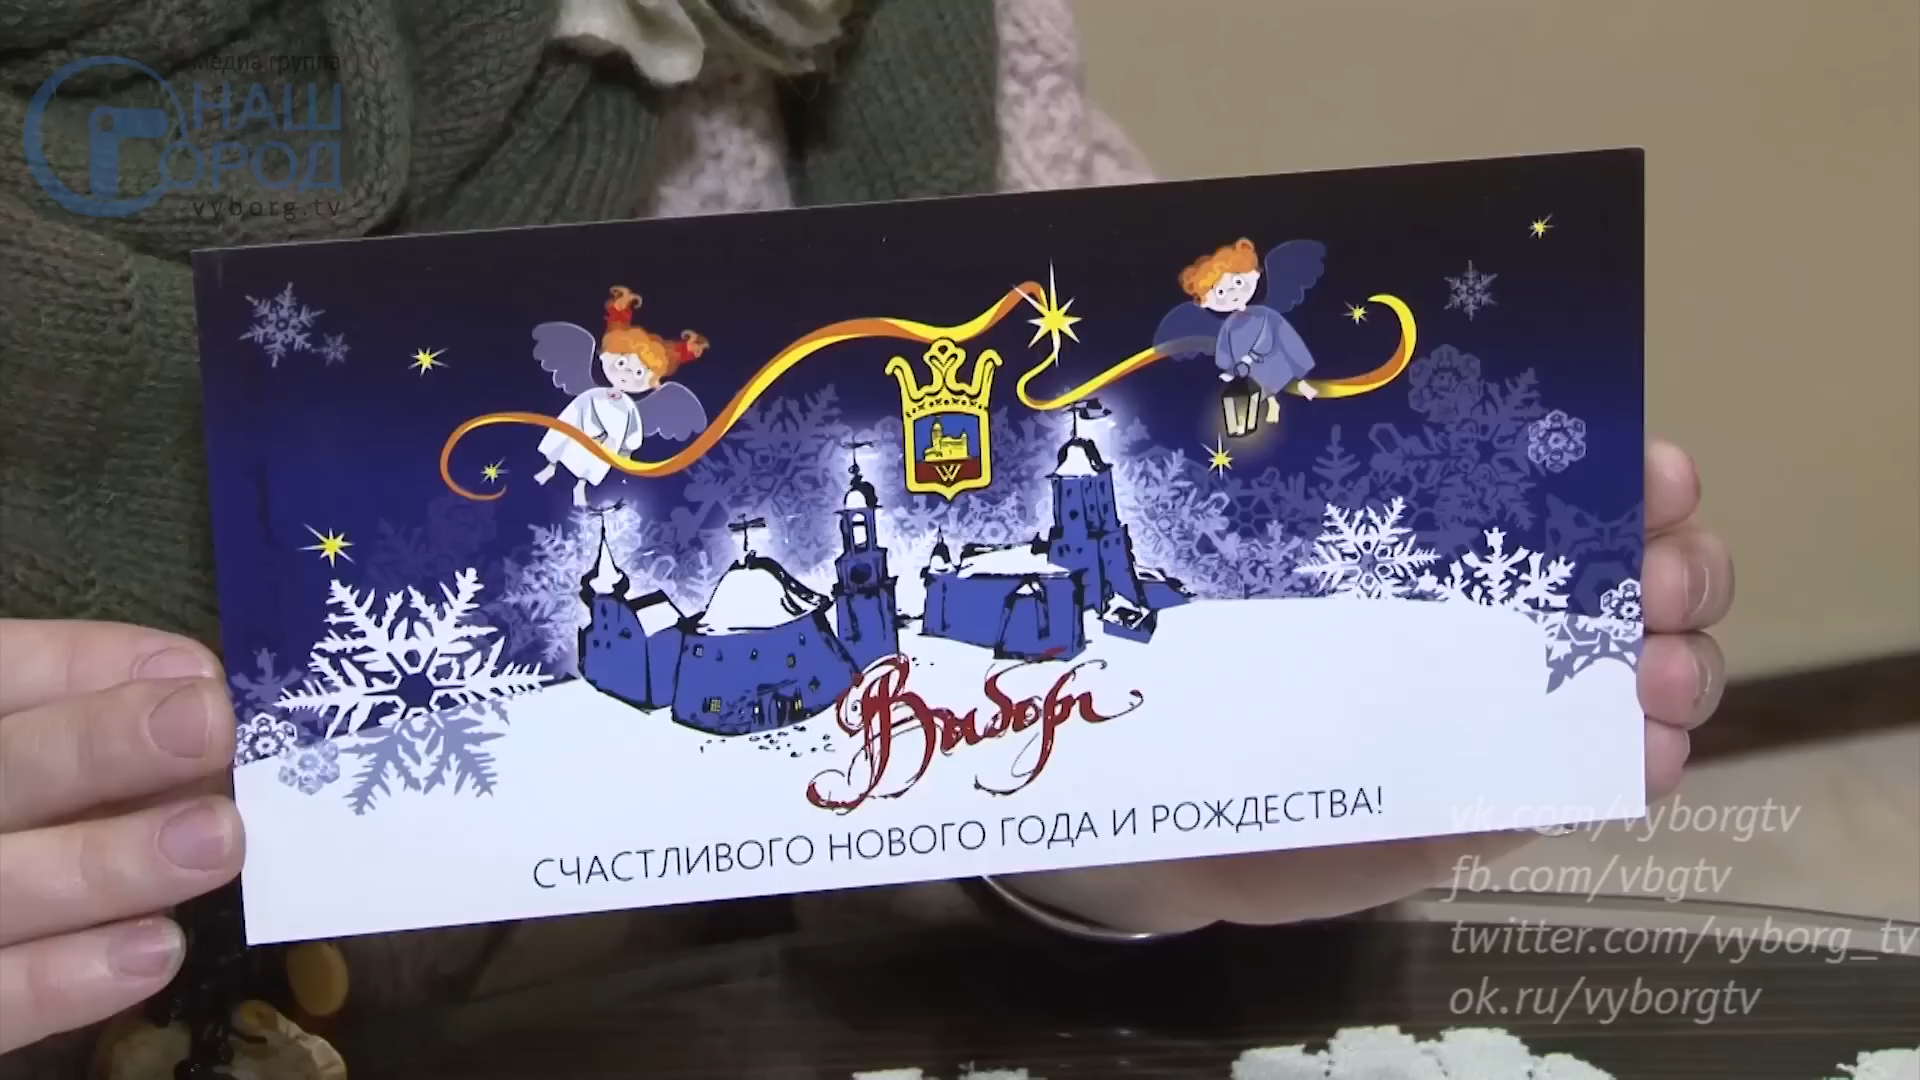 медиа группа
НАШ
ГОРОД
vyborg.tv
W
Выборг
СЧАСТЛИВОГО НОВОГО ГОДА И РОЖДЕСТВА!
vk.com/vyborgtv
fb.com/vbgtv
twitter.com/vyborg_tv
ok.ru/vyborgtv